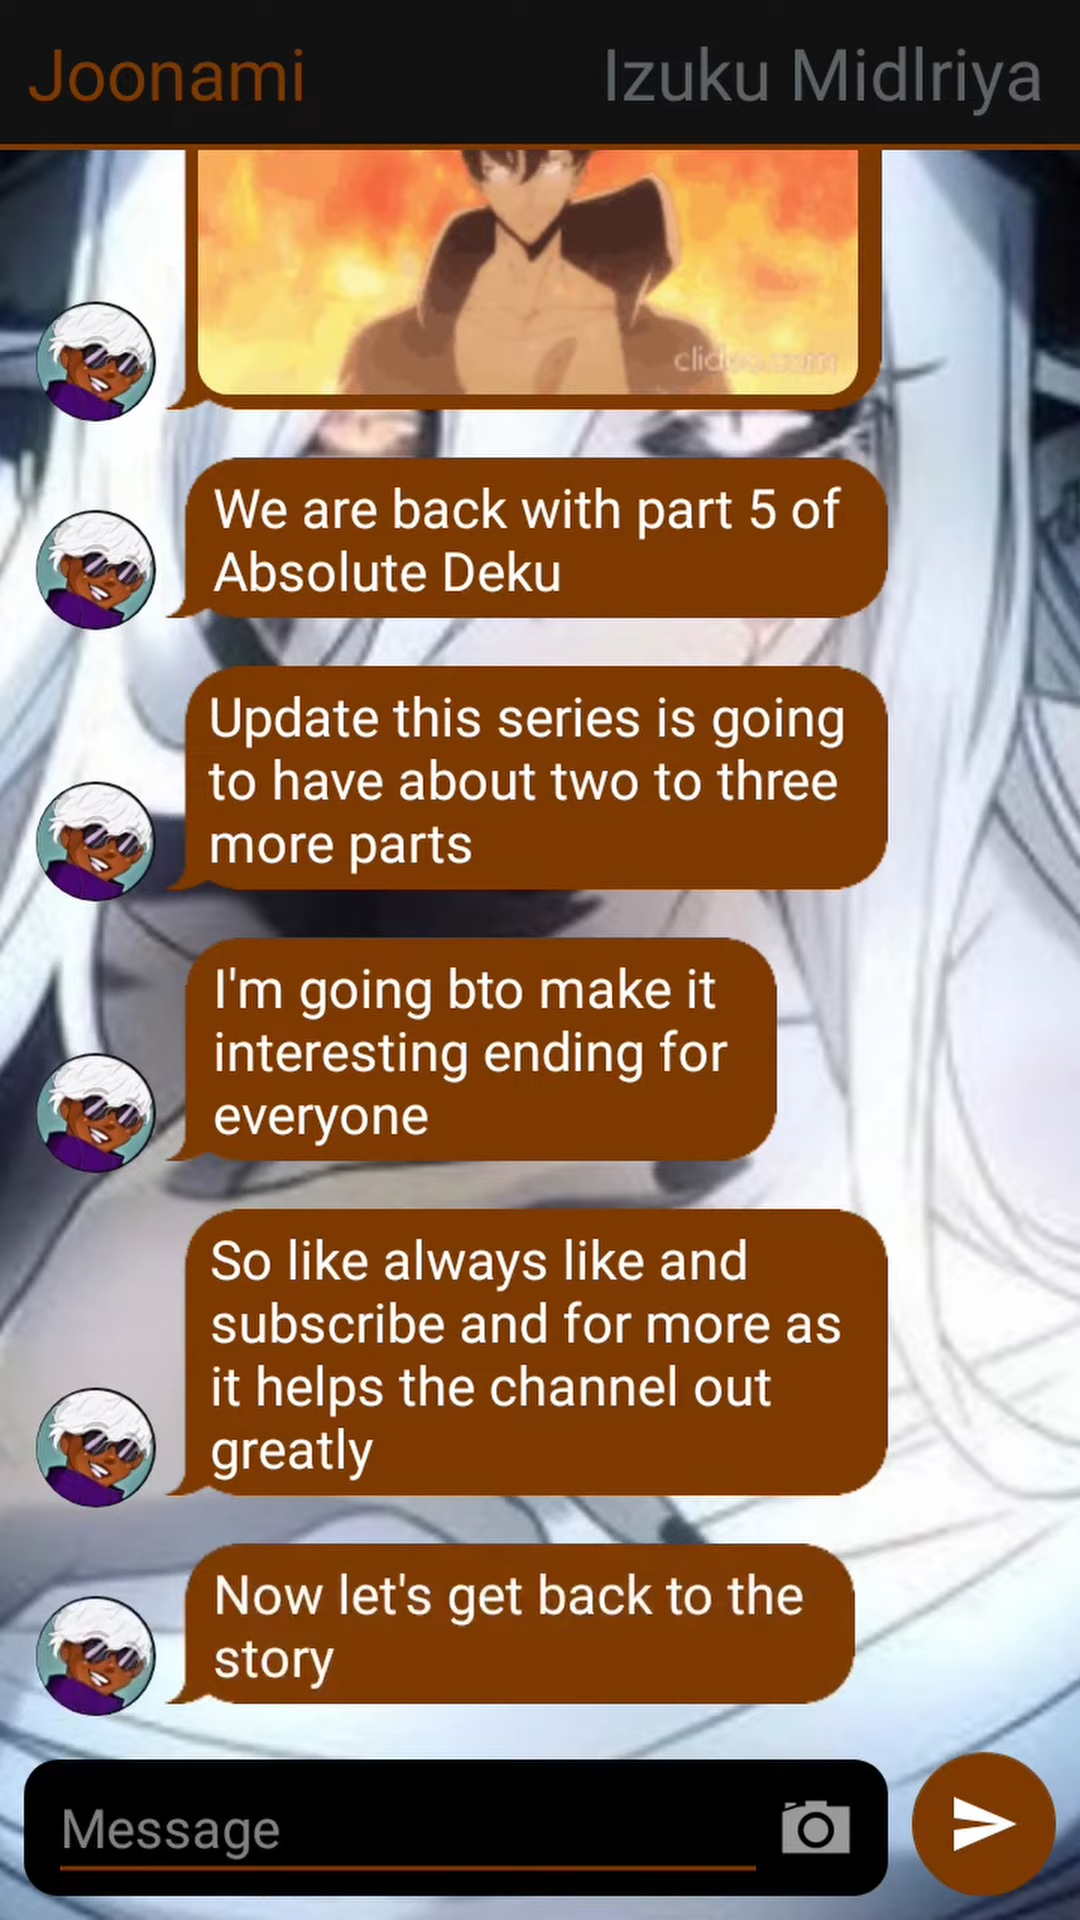 Joonami Izuku Midlriya
We are back with part 5 of
Absolute Deku
Update this series is going
to have about two to three
more parts
I'm going bto make it
interesting ending for
everyone
So like always like and
subscribe and for more as
it helps the channel out
greatly
Now let's get back to the
story
Message